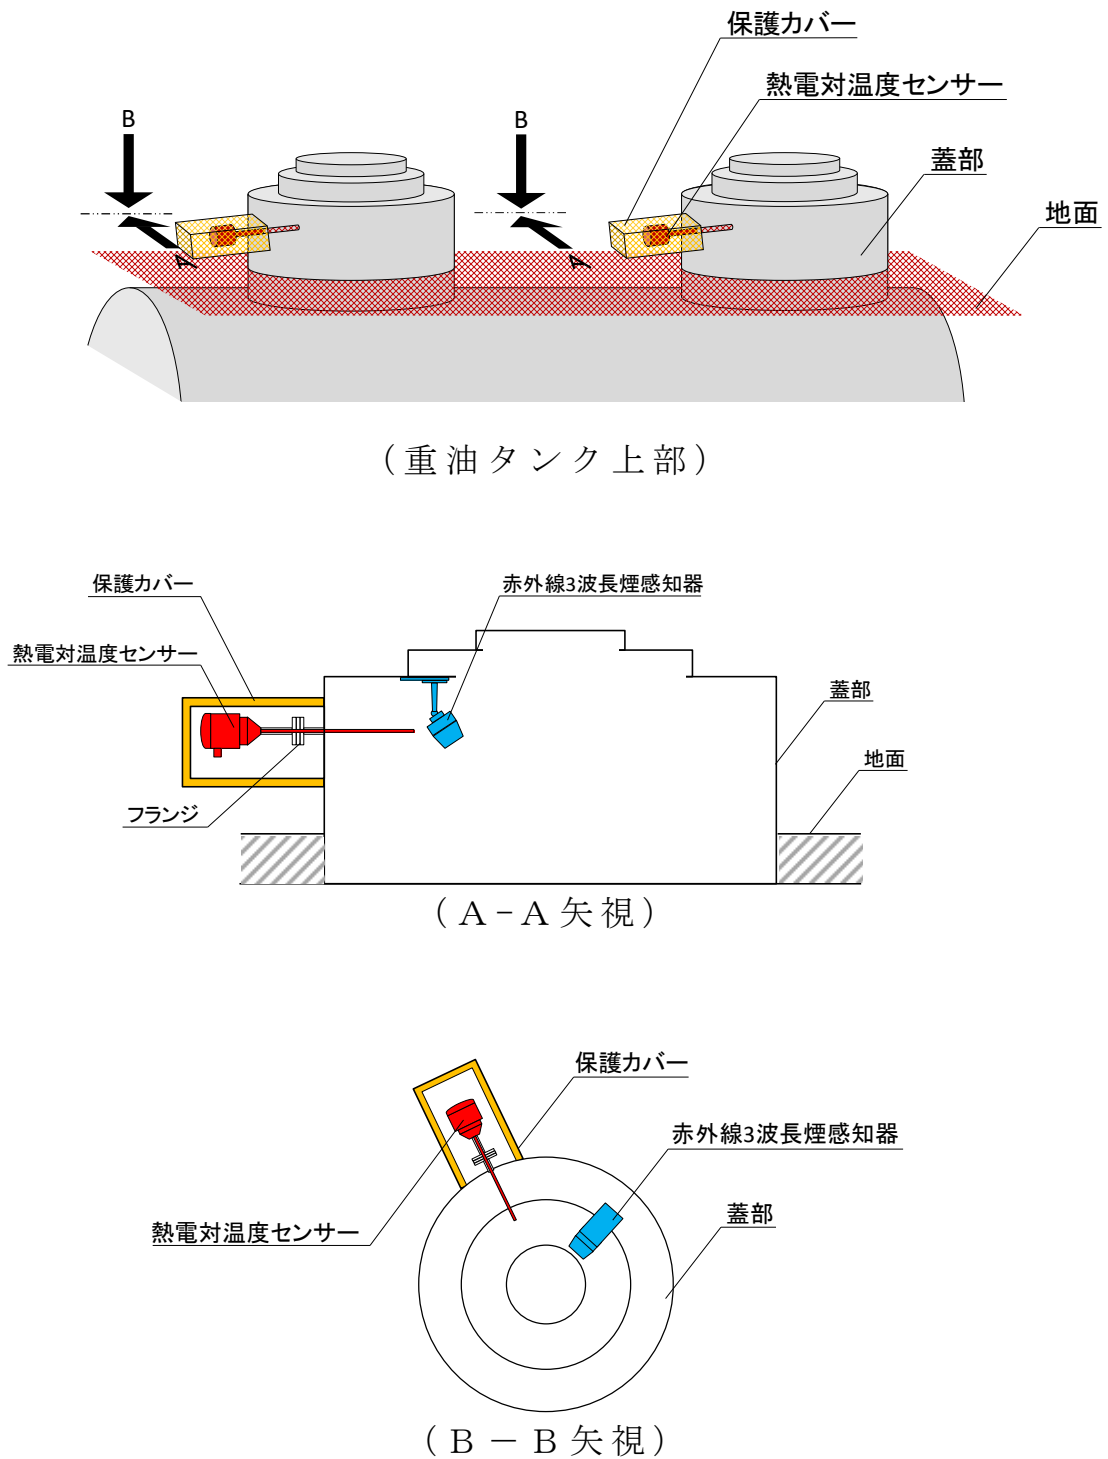 保護カバー
熱電対温度センサー
B
B
蓋部
地面
A
A
（重油タンク上部）
保護カバー
赤外線3波長煙感知器
熱電対温度センサー
蓋部
地面
フランジ
（A-A矢視）
保護カバー
赤外線3波長煙感知器
蓋部
熱電対温度センサー
（B－B矢視）